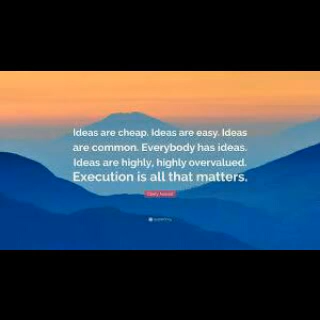 Ideas are cheap. Ideas are easy. Ideas
are common. Everybody has ideas.
Ideas are highly, highly overvalued.
Execution is all that matters.